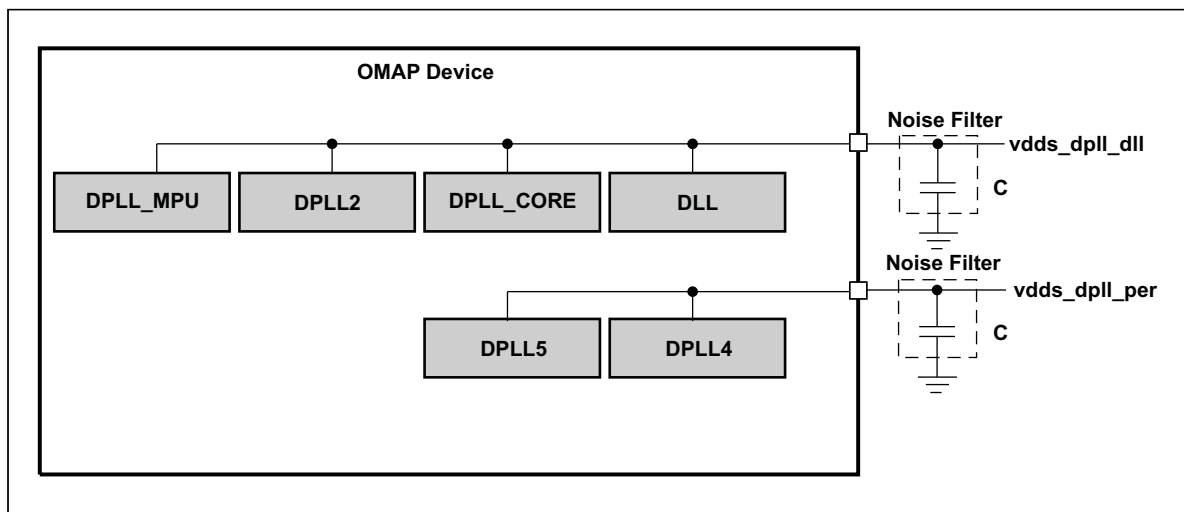 OMAP Device
Noise Filter
vdds_dpll_dll
C
DPLL_MPU
DPLL2
DPLL_CORE
DLL
Noise Filter
vdds_dpll_per
C
DPLL5
DPLL4